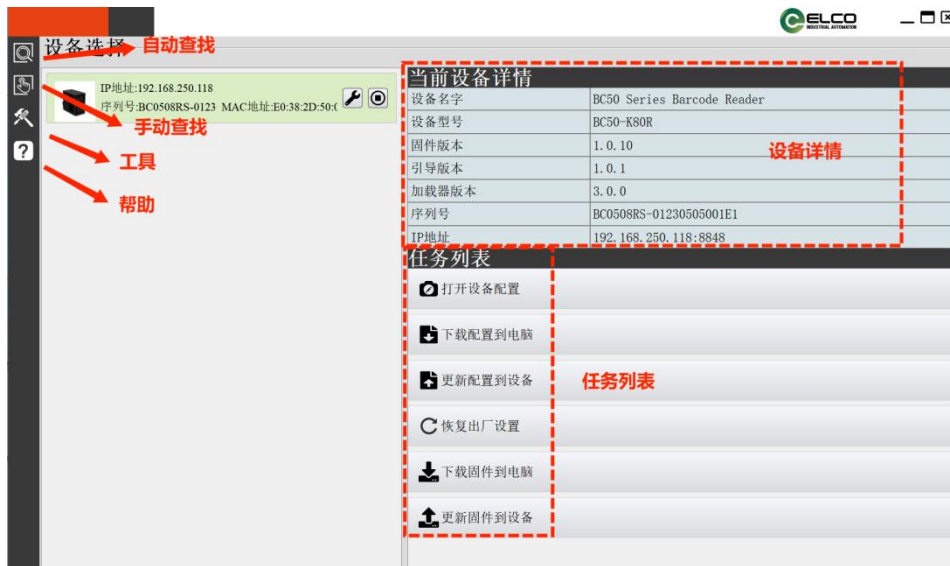 ELCO
INDUSTRIAL AUTOMATION
设备选择
自动查找
IP地址:192.168.250.118
序列号:BC0508RS-0123 MAC地址:E0:38:2D:50:(
手动查找
工具
?
帮助
当前设备详情
设备名字 BC50 Series Barcode Reader
设备型号 BC50-K80R
固件版本 1.0.10
引导版本 1.0.1
加载器版本 3.0.0
序列号 BC0508RS-01230505001E1
IP地址 192.168.250.118:8848
设备详情
任务列表
打开设备配置
下载配置到电脑
更新配置到设备
任务列表
恢复出厂设置
下载固件到电脑
更新固件到设备